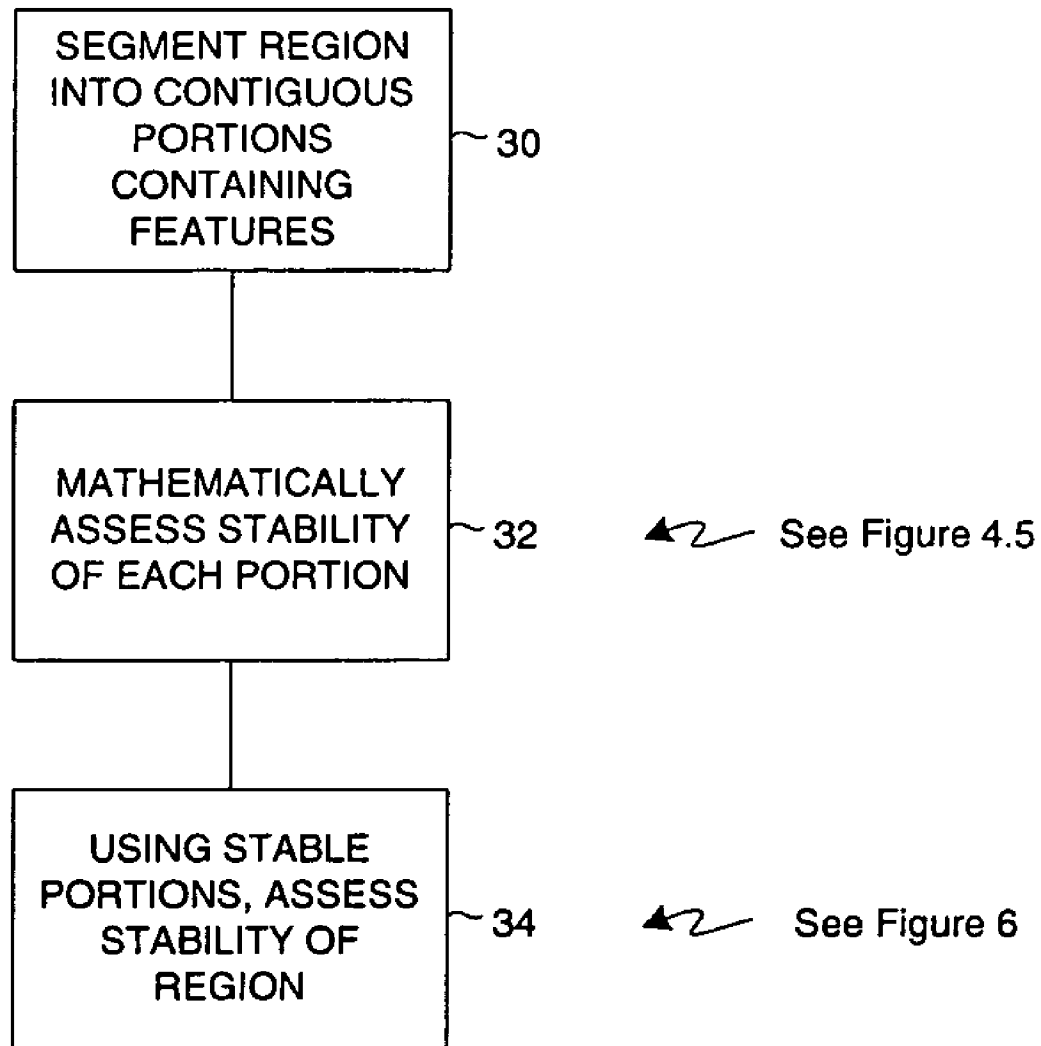 SEGMENT REGION
INTO CONTIGUOUS
PORTIONS
CONTAINING
FEATURES
30
MATHEMATICALLY
ASSESS STABILITY
OF EACH PORTION
32
See Figure 4.5
USING STABLE
PORTIONS, ASSESS
STABILITY OF
REGION
34
See Figure 6